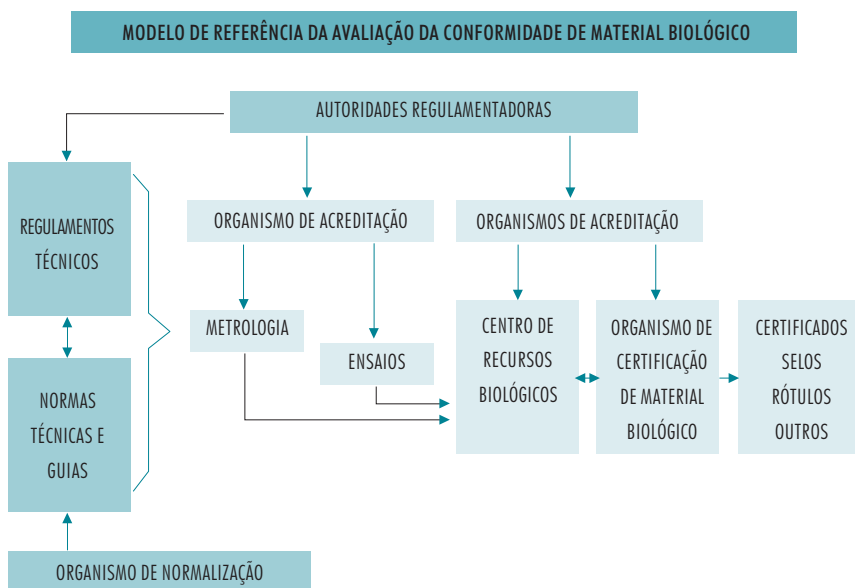 MODELO DE REFERÊNCIA DA AVALIAÇÃO DA CONFORMIDADE DE MATERIAL BIOLÓGICO
AUTORIDADES REGULAMENTADORAS
REGULAMENTOS
TÉCNICOS
ORGANISMO DE ACREDITAÇÃO
ORGANISMOS DE ACREDITAÇÃO
METROLOGIA
ENSAIOS
CENTRO DE
RECURSOS
BIOLÓGICOS
ORGANISMO DE
CERTIFICAÇÃO
DE MATERIAL
BIOLÓGICO
CERTIFICADOS
SELOS
RÓTULOS
OUTROS
NORMAS
TÉCNICAS E
GUIAS
ORGANISMO DE NORMALIZAÇÃO